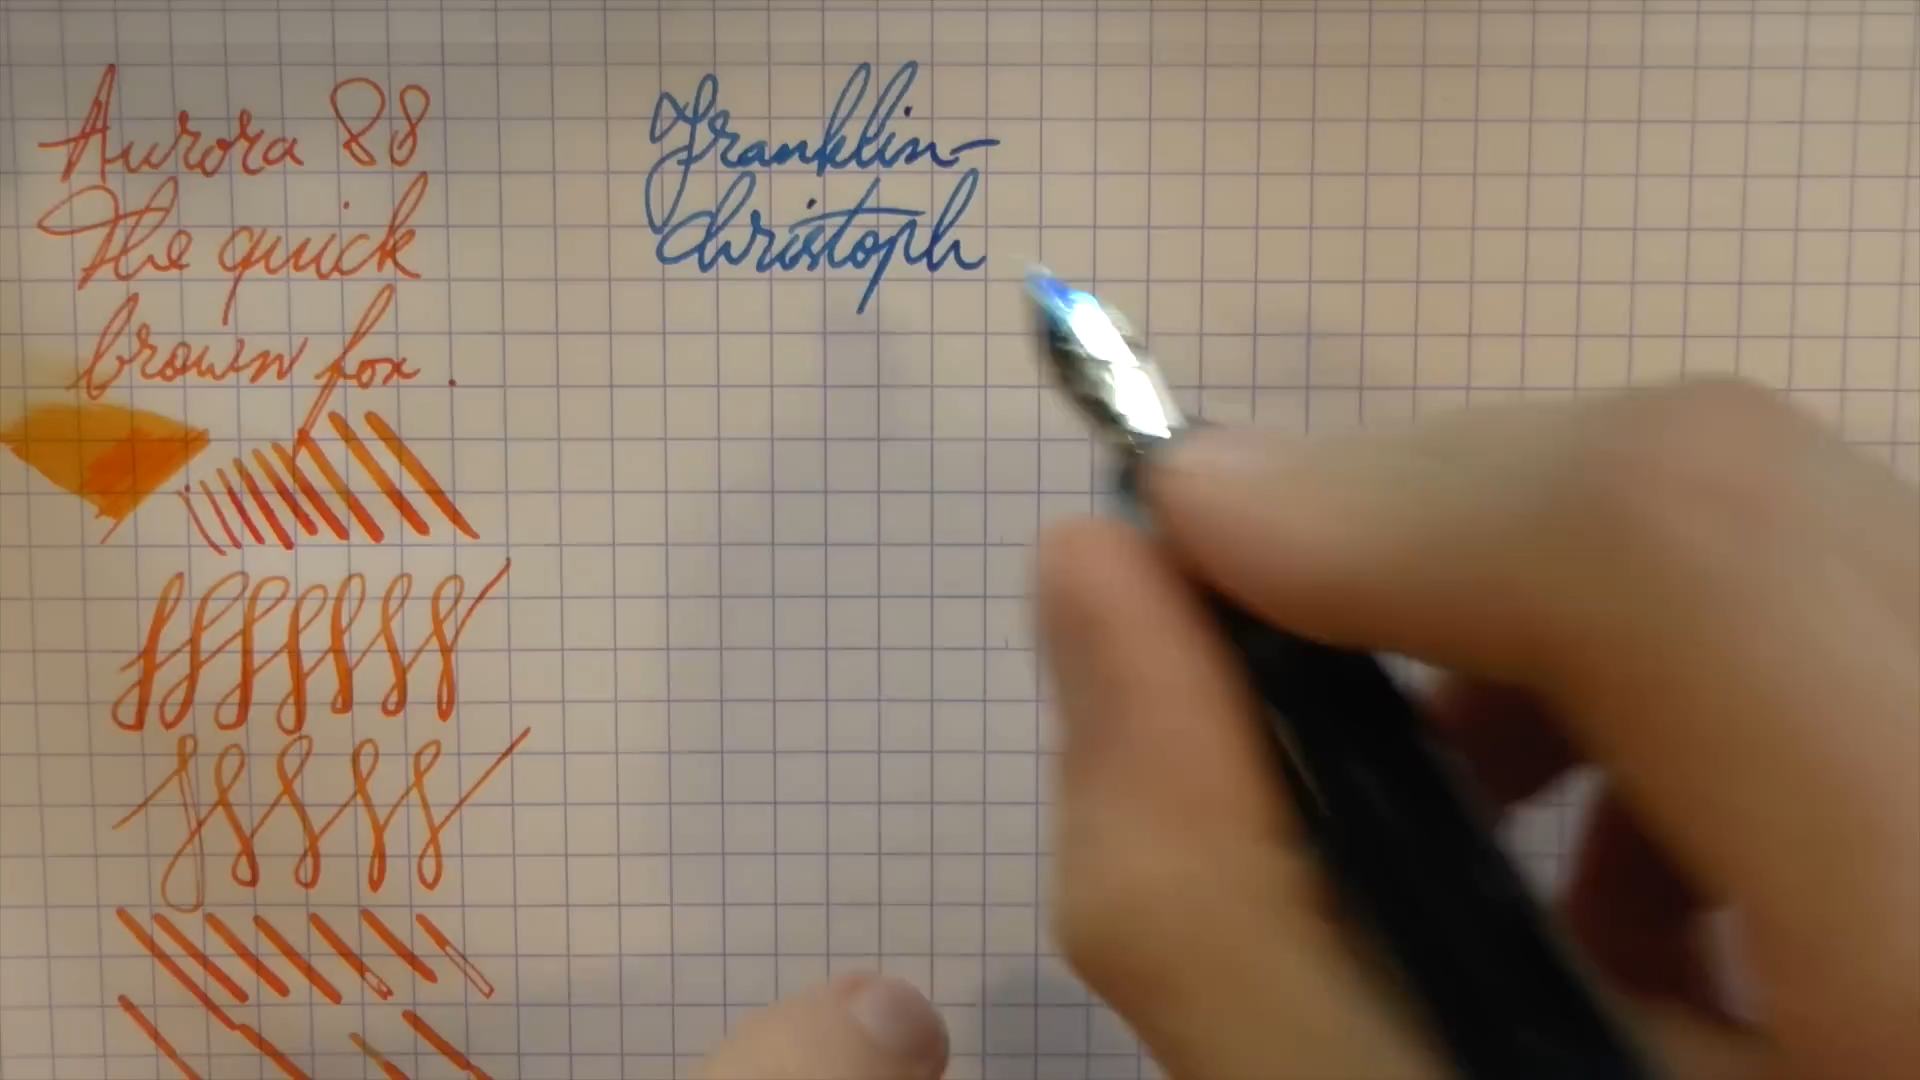 Aurora 88
The quick
brown fox.
Franklin-
Christoph